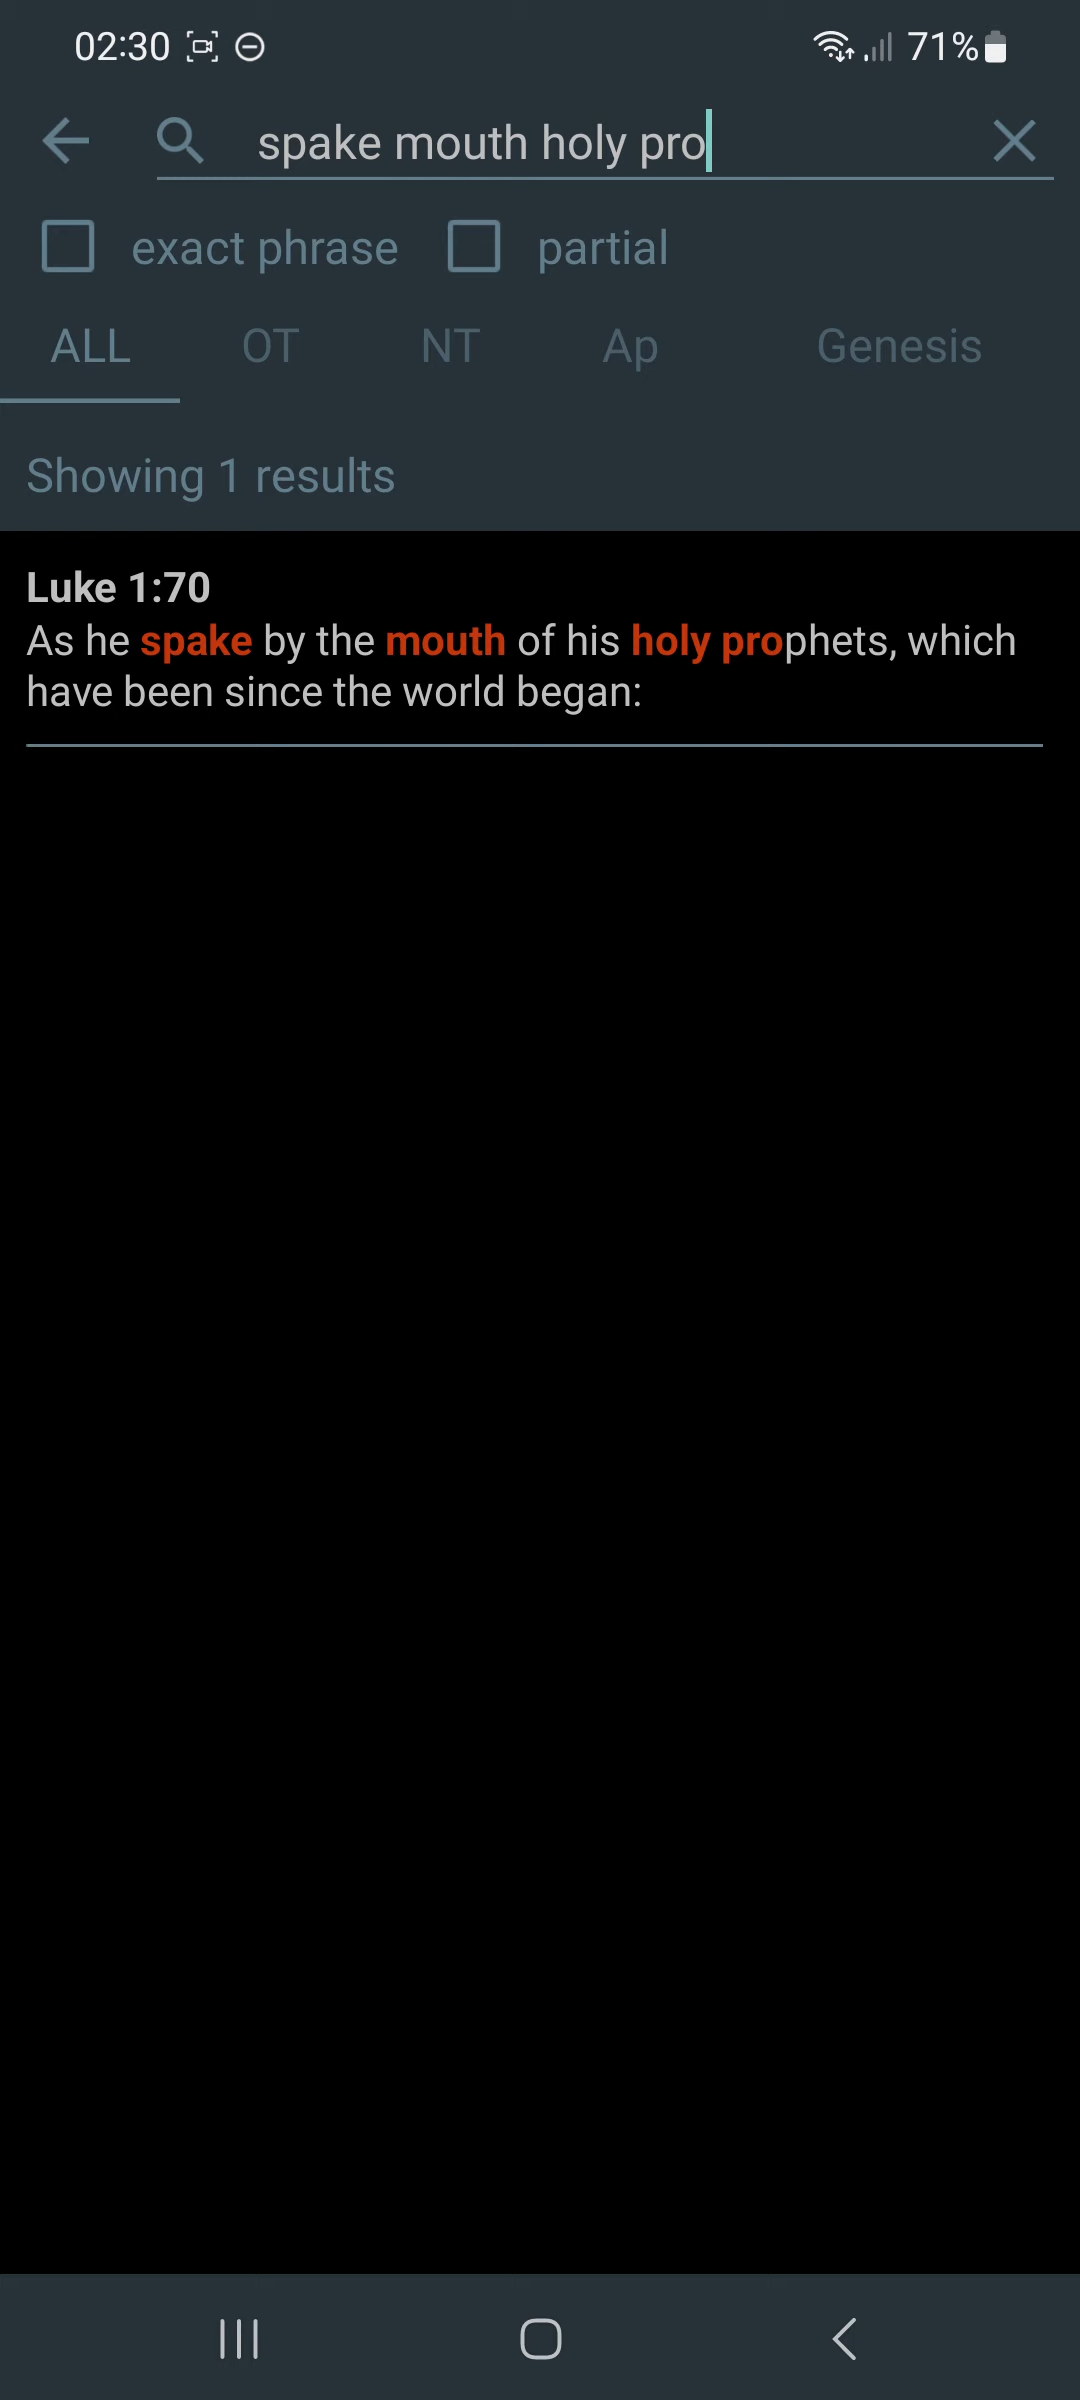 02:30 71%
spake mouth holy pro
exact phrase partial
ALL OT NT Ap Genesis
Showing 1 results
Luke 1:70
As he spake by the mouth of his holy prophets, which
have been since the world began: